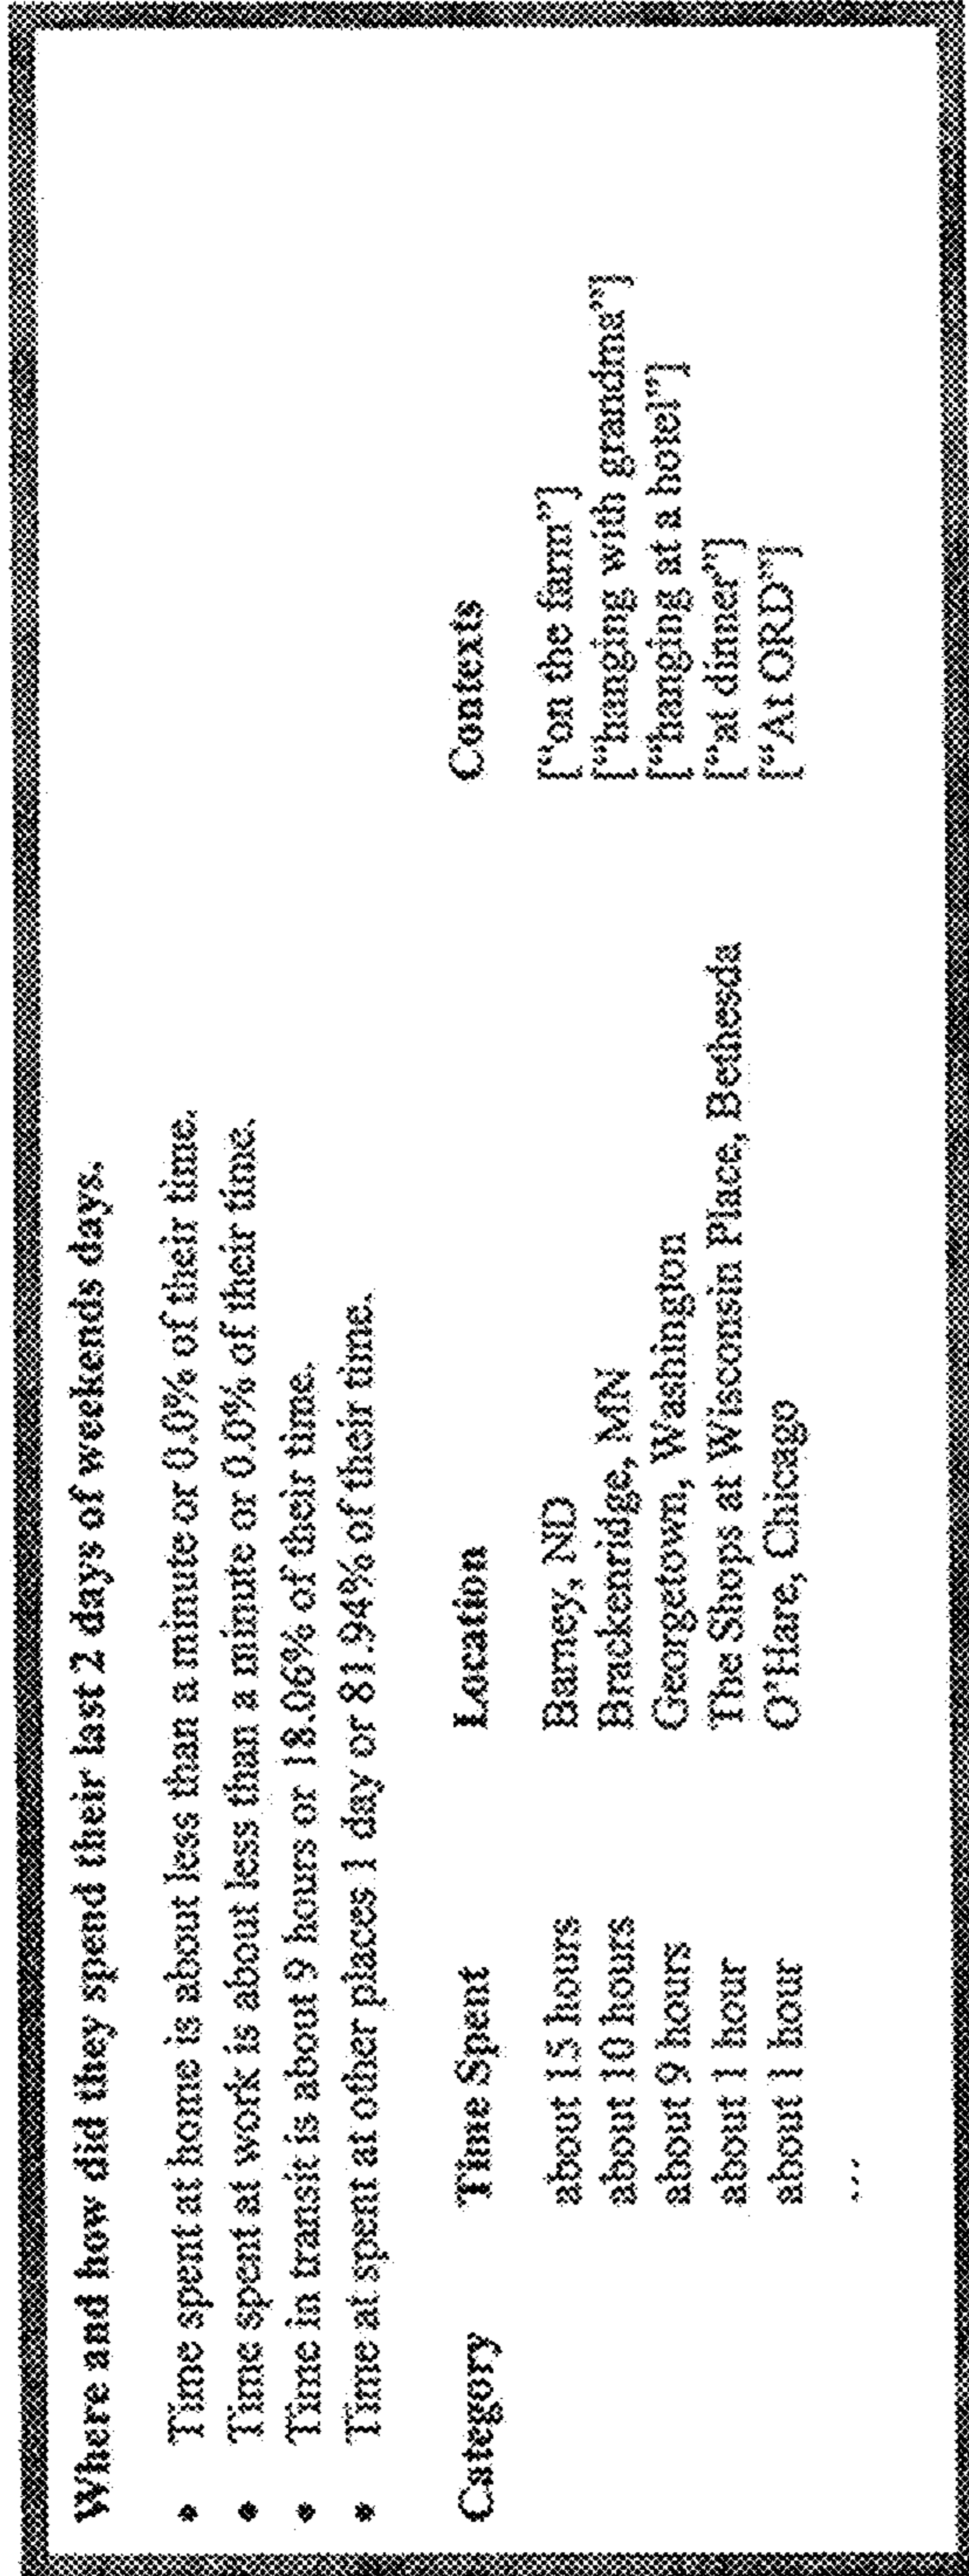 Where and how did they spend their last 2 days of weekends days.
• Time spent at home is about less than a minute or 0.0% of their time.
• Time spent at work is about less than a minute or 0.0% of their time.
• Time in transit is about 9 hours or 18.06% of their time.
• Time at spent at other places 1 day or 81.94% of their time.
Category Time Spent Location Contexts
about 15 hours Barney, ND ["on the farm"]
about 10 hours Brackenridge, MN ["hanging with grandma"]
about 9 hours Georgetown, Washington ["hanging at a hotel"]
about 1 hour The Shops at Wisconsin Place, Bethesda ["at dinner"]
about 1 hour O'Hare, Chicago ["At ORD"]
...